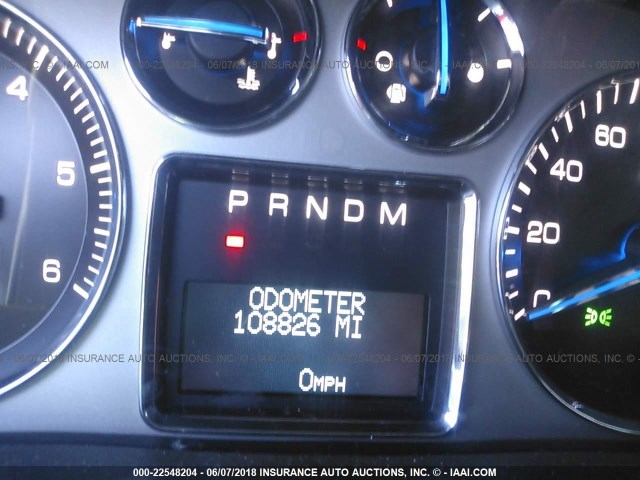 4
5
6
60
40
20
0
P R N D M
ODOMETER
108826 MI
0MPH
000-22548204 - 06/07/2018 INSURANCE AUTO AUCTIONS, INC. - © IAAI.COM